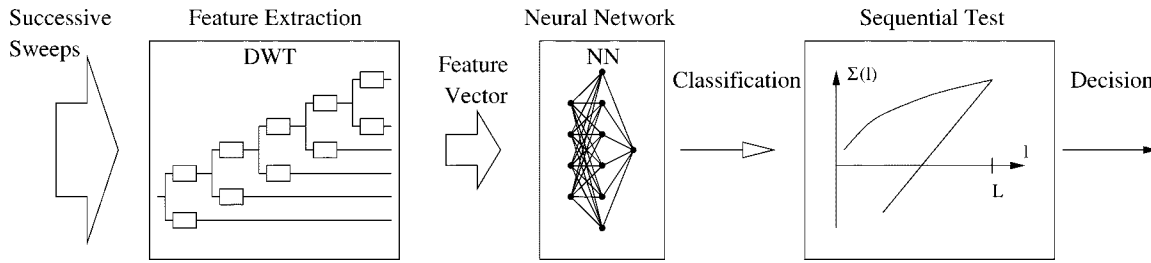 Successive
Sweeps
Feature Extraction
DWT
Feature
Vector
Neural Network
NN
Classification
Sequential Test
Σ(l)
l
L
Decision